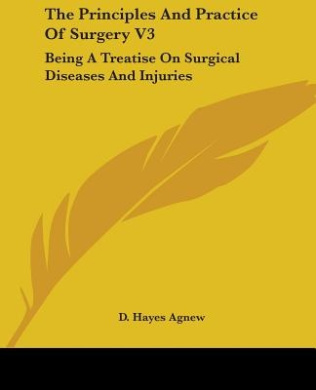 The Principles And Practice
Of Surgery V3
Being A Treatise On Surgical
Diseases And Injuries
D. Hayes Agnew